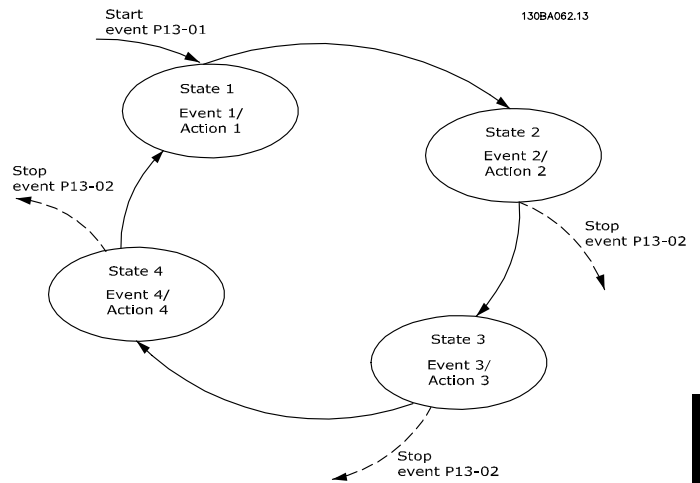 Start
event P13-01
130BA062.13
State 1
Event 1/
Action 1
State 2
Event 2/
Action 2
Stop
event P13-02
Stop
event P13-02
State 4
Event 4/
Action 4
State 3
Event 3/
Action 3
Stop
event P13-02